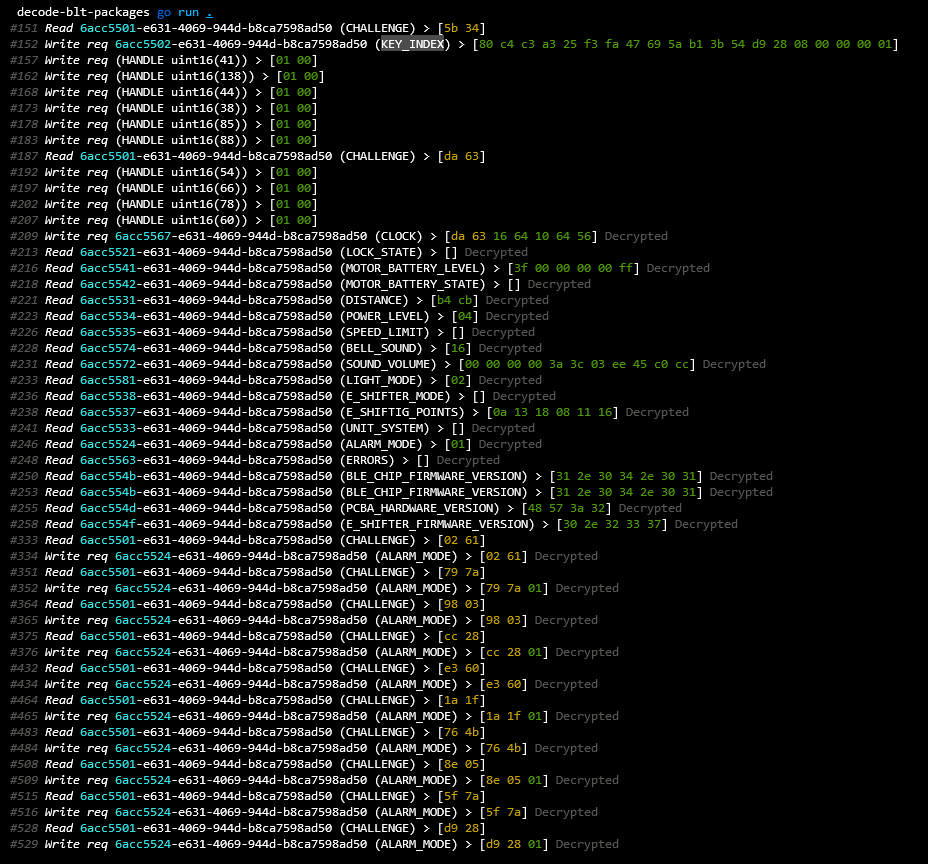 decode-blt-packages go run .
#151 Read 6acc5501-e631-4069-944d-b8ca7598ad50 (CHALLENGE) > [5b 34]
#152 Write req 6acc5502-e631-4069-944d-b8ca7598ad50 (KEY_INDEX) > [80 c4 c3 a3 25 f3 fa 47 69 5a b1 3b 54 d9 28 08 00 00 00 01]
#157 Write req (HANDLE uint16(41)) > [01 00]
#162 Write req (HANDLE uint16(138)) > [01 00]
#168 Write req (HANDLE uint16(44)) > [01 00]
#173 Write req (HANDLE uint16(38)) > [01 00]
#178 Write req (HANDLE uint16(85)) > [01 00]
#183 Write req (HANDLE uint16(88)) > [01 00]
#187 Read 6acc5501-e631-4069-944d-b8ca7598ad50 (CHALLENGE) > [da 63]
#192 Write req (HANDLE uint16(54)) > [01 00]
#197 Write req (HANDLE uint16(66)) > [01 00]
#202 Write req (HANDLE uint16(78)) > [01 00]
#207 Write req (HANDLE uint16(60)) > [01 00]
#209 Write req 6acc5567-e631-4069-944d-b8ca7598ad50 (CLOCK) > [da 63 16 64 10 64 56] Decrypted
#213 Read 6acc5521-e631-4069-944d-b8ca7598ad50 (LOCK_STATE) > [] Decrypted
#216 Read 6acc5541-e631-4069-944d-b8ca7598ad50 (MOTOR_BATTERY_LEVEL) > [3f 00 00 00 00 ff] Decrypted
#218 Read 6acc5542-e631-4069-944d-b8ca7598ad50 (MOTOR_BATTERY_STATE) > [] Decrypted
#221 Read 6acc5531-e631-4069-944d-b8ca7598ad50 (DISTANCE) > [b4 cb] Decrypted
#223 Read 6acc5534-e631-4069-944d-b8ca7598ad50 (POWER_LEVEL) > [04] Decrypted
#226 Read 6acc5535-e631-4069-944d-b8ca7598ad50 (SPEED_LIMIT) > [] Decrypted
#228 Read 6acc5574-e631-4069-944d-b8ca7598ad50 (BELL_SOUND) > [16] Decrypted
#231 Read 6acc5572-e631-4069-944d-b8ca7598ad50 (SOUND_VOLUME) > [00 00 00 00 3a 3c 03 ee 45 c0 cc] Decrypted
#233 Read 6acc5581-e631-4069-944d-b8ca7598ad50 (LIGHT_MODE) > [02] Decrypted
#236 Read 6acc5538-e631-4069-944d-b8ca7598ad50 (E_SHIFTER_MODE) > [] Decrypted
#238 Read 6acc5537-e631-4069-944d-b8ca7598ad50 (E_SHIFTIG_POINTS) > [0a 13 18 08 11 16] Decrypted
#241 Read 6acc5533-e631-4069-944d-b8ca7598ad50 (UNIT_SYSTEM) > [] Decrypted
#246 Read 6acc5524-e631-4069-944d-b8ca7598ad50 (ALARM_MODE) > [01] Decrypted
#248 Read 6acc5563-e631-4069-944d-b8ca7598ad50 (ERRORS) > [] Decrypted
#250 Read 6acc554b-e631-4069-944d-b8ca7598ad50 (BLE_CHIP_FIRMWARE_VERSION) > [31 2e 30 34 2e 30 31] Decrypted
#253 Read 6acc554b-e631-4069-944d-b8ca7598ad50 (BLE_CHIP_FIRMWARE_VERSION) > [31 2e 30 34 2e 30 31] Decrypted
#255 Read 6acc554d-e631-4069-944d-b8ca7598ad50 (PCBA_HARDWARE_VERSION) > [48 57 3a 32] Decrypted
#258 Read 6acc554f-e631-4069-944d-b8ca7598ad50 (E_SHIFTER_FIRMWARE_VERSION) > [30 2e 32 33 37] Decrypted
#333 Read 6acc5501-e631-4069-944d-b8ca7598ad50 (CHALLENGE) > [02 61]
#334 Write req 6acc5524-e631-4069-944d-b8ca7598ad50 (ALARM_MODE) > [02 61] Decrypted
#351 Read 6acc5501-e631-4069-944d-b8ca7598ad50 (CHALLENGE) > [79 7a]
#352 Write req 6acc5524-e631-4069-944d-b8ca7598ad50 (ALARM_MODE) > [79 7a 01] Decrypted
#364 Read 6acc5501-e631-4069-944d-b8ca7598ad50 (CHALLENGE) > [98 03]
#365 Write req 6acc5524-e631-4069-944d-b8ca7598ad50 (ALARM_MODE) > [98 03] Decrypted
#375 Read 6acc5501-e631-4069-944d-b8ca7598ad50 (CHALLENGE) > [cc 28]
#376 Write req 6acc5524-e631-4069-944d-b8ca7598ad50 (ALARM_MODE) > [cc 28 01] Decrypted
#432 Read 6acc5501-e631-4069-944d-b8ca7598ad50 (CHALLENGE) > [e3 60]
#434 Write req 6acc5524-e631-4069-944d-b8ca7598ad50 (ALARM_MODE) > [e3 60] Decrypted
#464 Read 6acc5501-e631-4069-944d-b8ca7598ad50 (CHALLENGE) > [1a 1f]
#465 Write req 6acc5524-e631-4069-944d-b8ca7598ad50 (ALARM_MODE) > [1a 1f 01] Decrypted
#483 Read 6acc5501-e631-4069-944d-b8ca7598ad50 (CHALLENGE) > [76 4b]
#484 Write req 6acc5524-e631-4069-944d-b8ca7598ad50 (ALARM_MODE) > [76 4b] Decrypted
#508 Read 6acc5501-e631-4069-944d-b8ca7598ad50 (CHALLENGE) > [8e 05]
#509 Write req 6acc5524-e631-4069-944d-b8ca7598ad50 (ALARM_MODE) > [8e 05 01] Decrypted
#515 Read 6acc5501-e631-4069-944d-b8ca7598ad50 (CHALLENGE) > [5f 7a]
#516 Write req 6acc5524-e631-4069-944d-b8ca7598ad50 (ALARM_MODE) > [5f 7a] Decrypted
#528 Read 6acc5501-e631-4069-944d-b8ca7598ad50 (CHALLENGE) > [d9 28]
#529 Write req 6acc5524-e631-4069-944d-b8ca7598ad50 (ALARM_MODE) > [d9 28 01] Decrypted